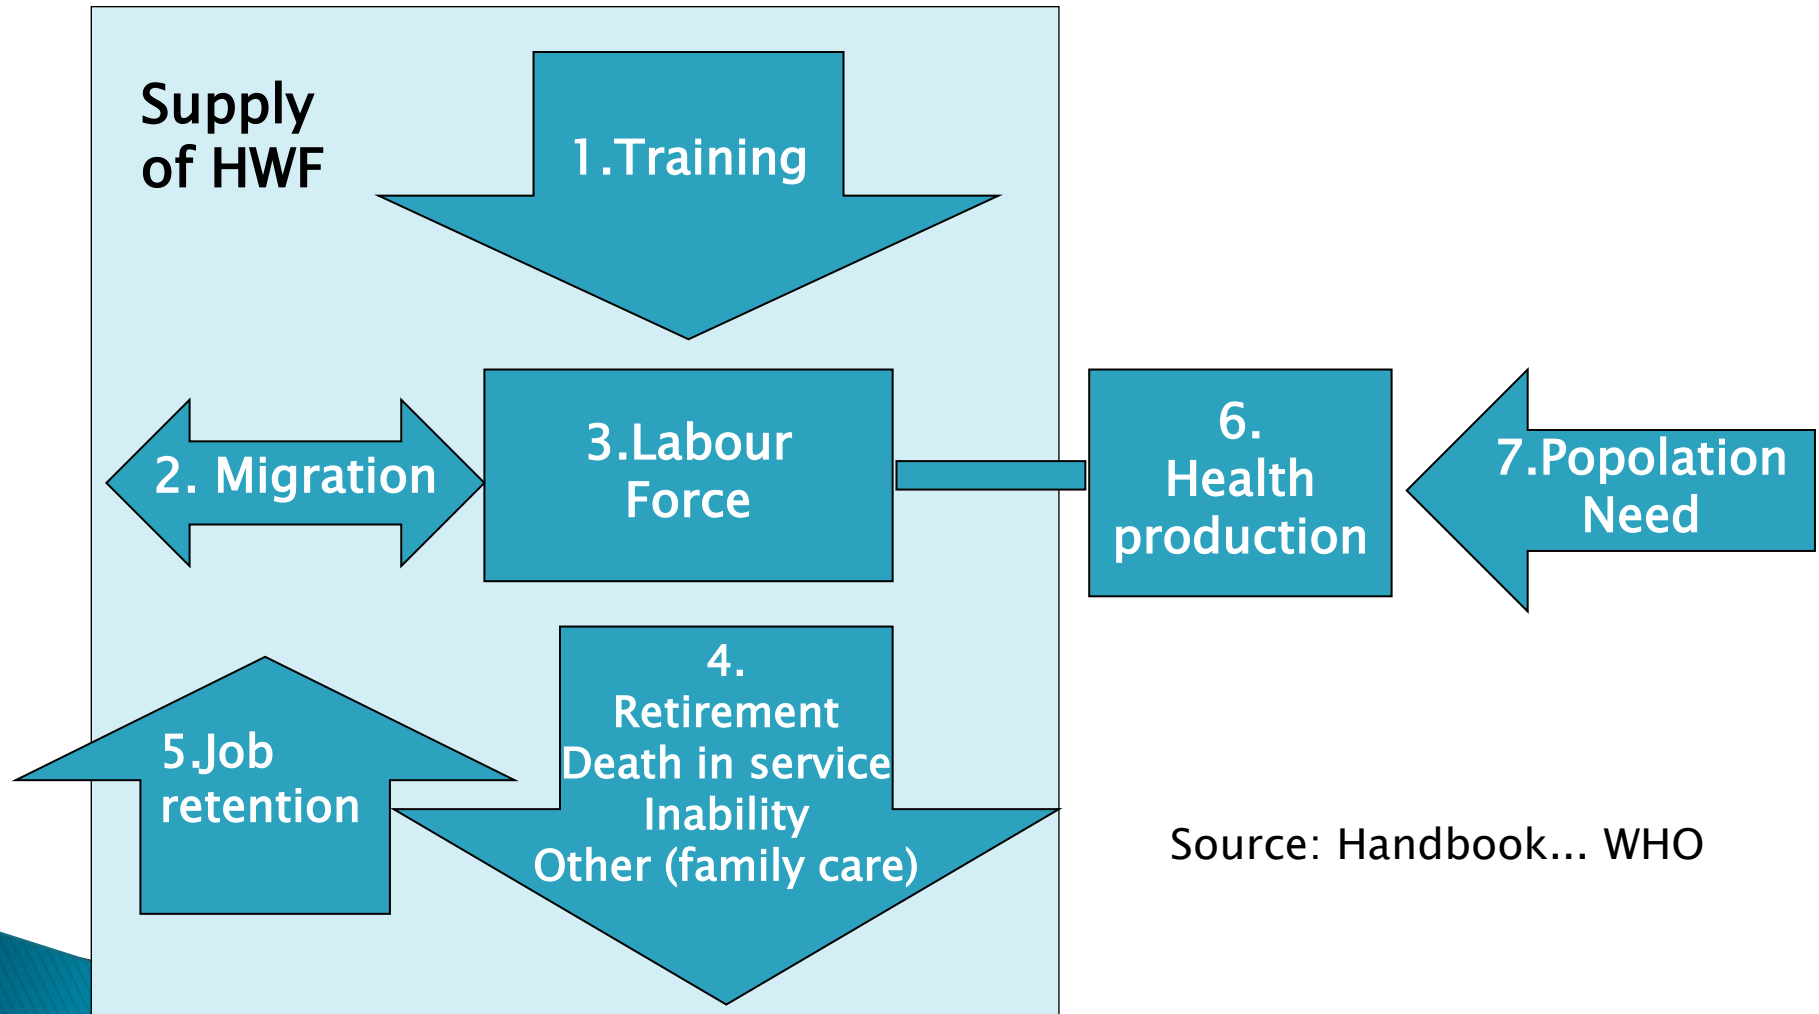 Supply
of HWF
1.Training
2. Migration
3.Labour
Force
6.
Health
production
7.Popolation
Need
4.
Retirement
Death in service
Inability
Other (family care)
5.Job
retention
Source: Handbook... WHO